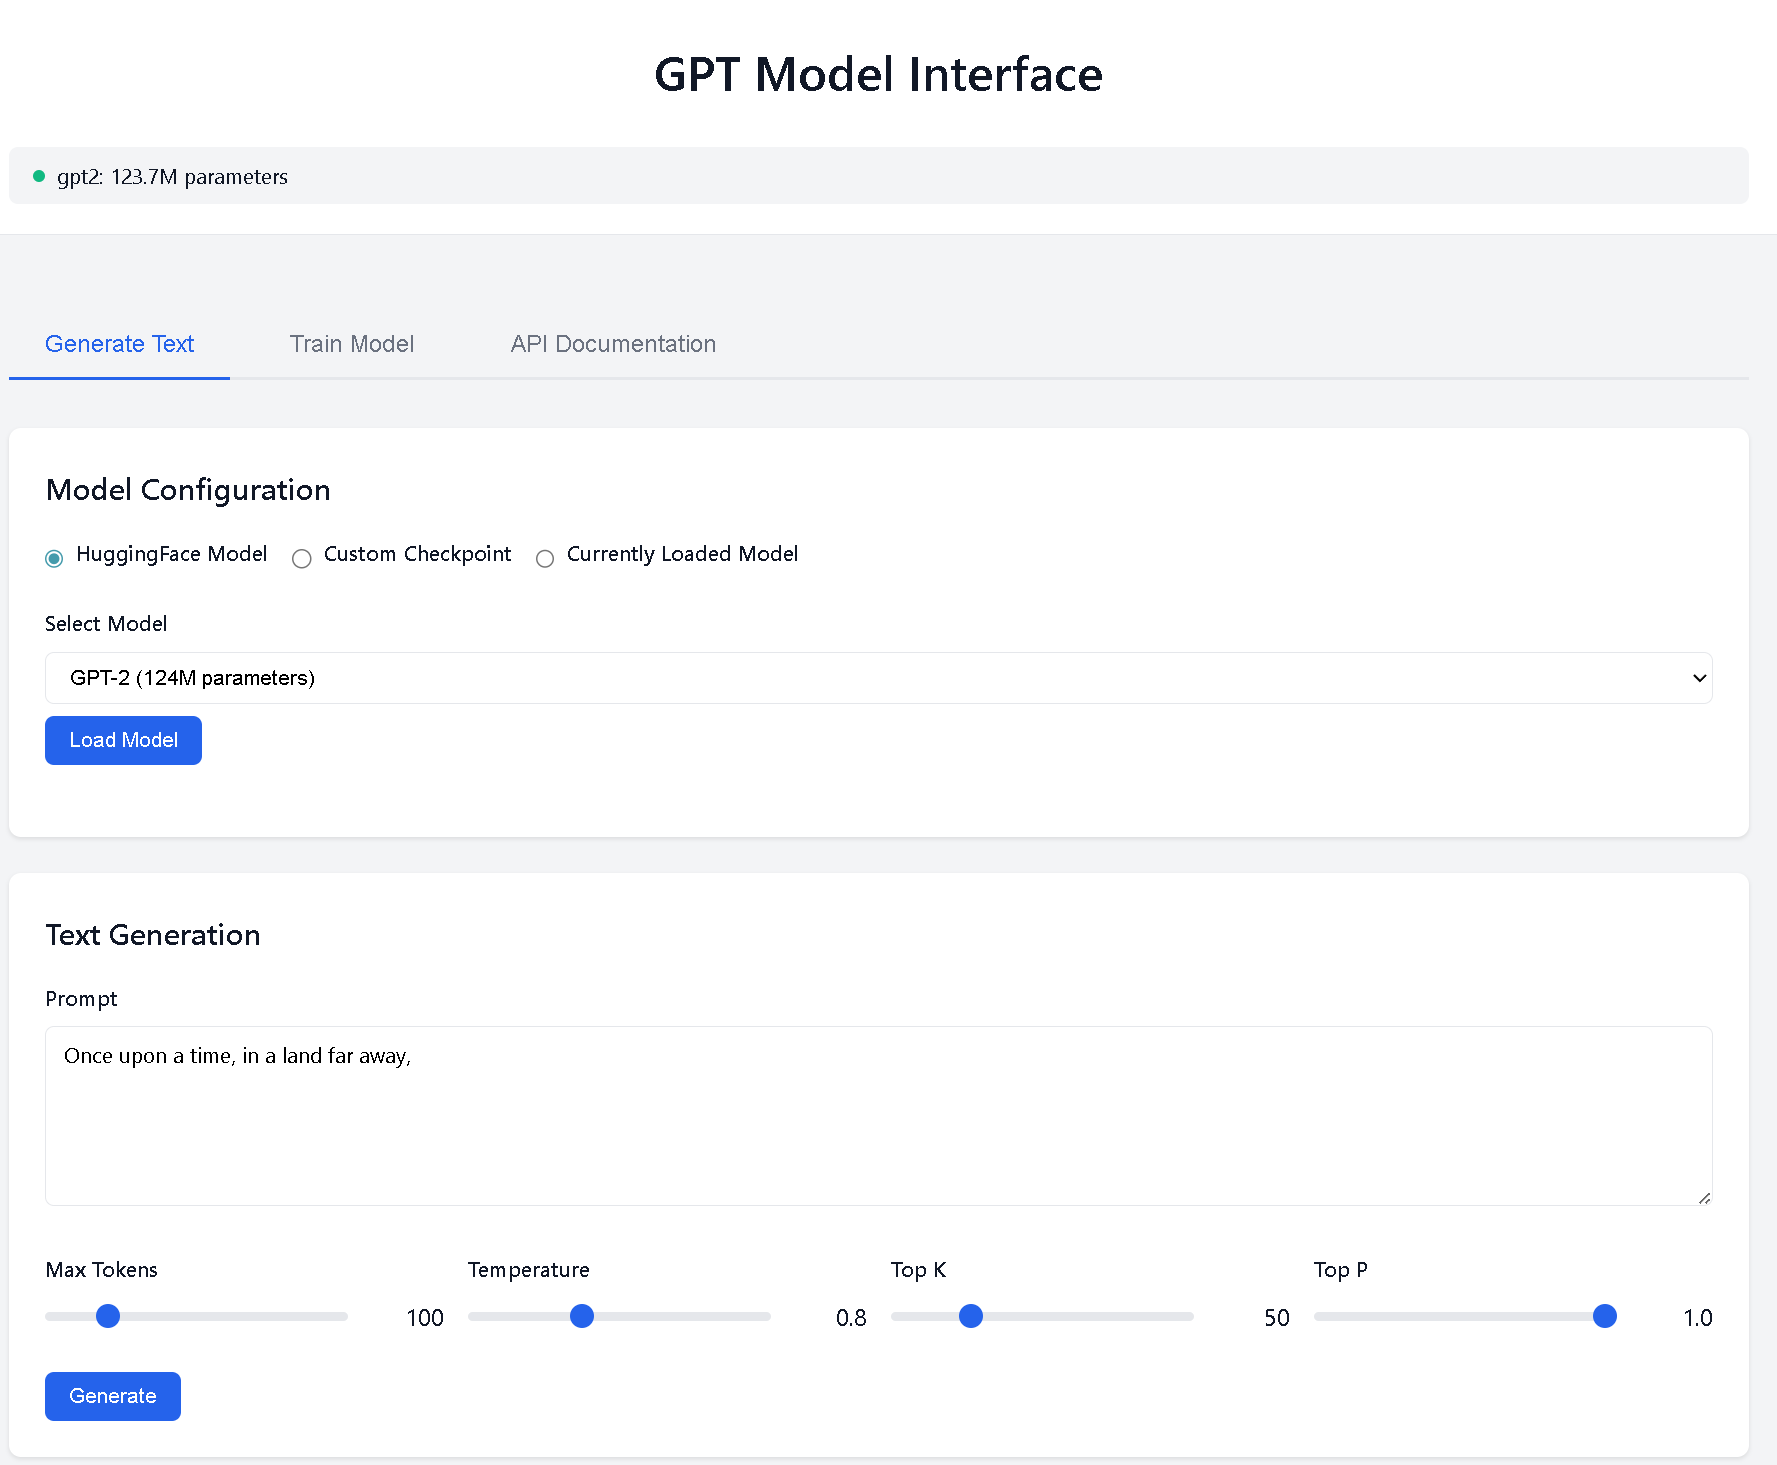 GPT Model Interface
gpt2: 123.7M parameters
Generate Text Train Model API Documentation
Model Configuration
HuggingFace Model Custom Checkpoint Currently Loaded Model
Select Model
GPT-2 (124M parameters)
Load Model
Text Generation
Prompt
Once upon a time, in a land far away,
Max Tokens Temperature Top K Top P
100 0.8 50 1.0
Generate